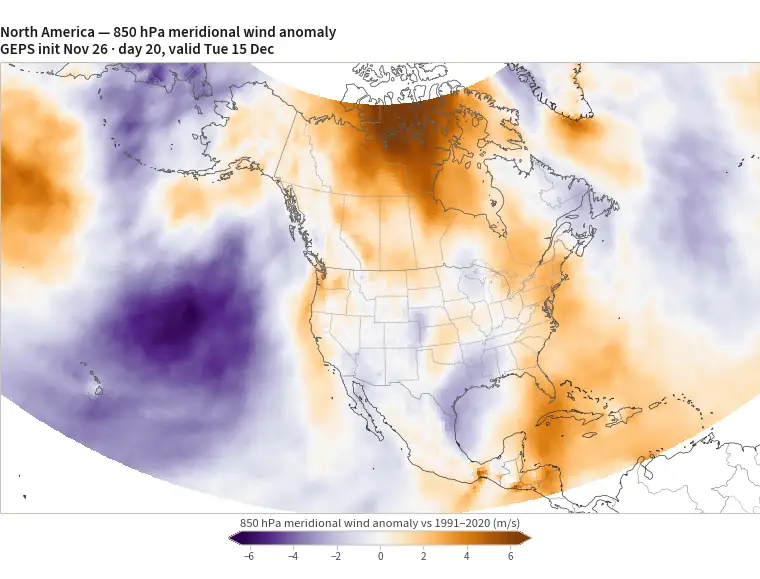 North America — 850 hPa meridional wind anomaly
GEPS init Nov 26 · day 20, valid Tue 15 Dec
850 hPa meridional wind anomaly vs 1991–2020 (m/s)
−6 −4 −2 0 2 4 6